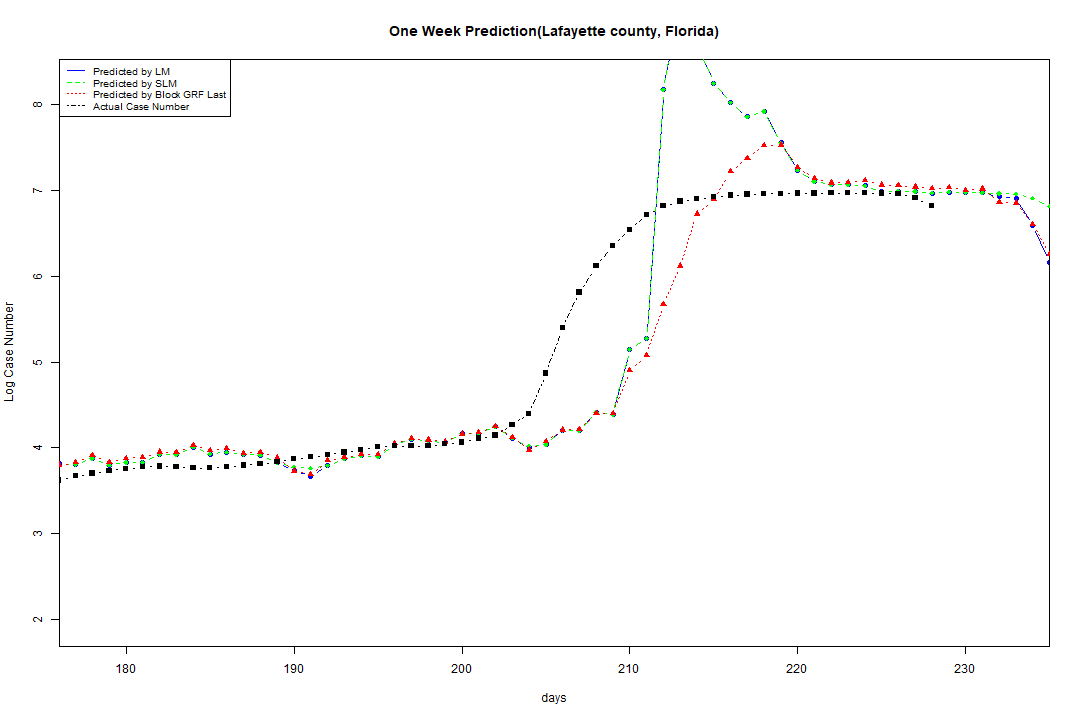 One Week Prediction(Lafayette county, Florida)
Predicted by LM
Predicted by SLM
Predicted by Block GRF Last
Actual Case Number
8
7
6
5
4
3
2
Log Case Number
180 190 200 210 220 230
days